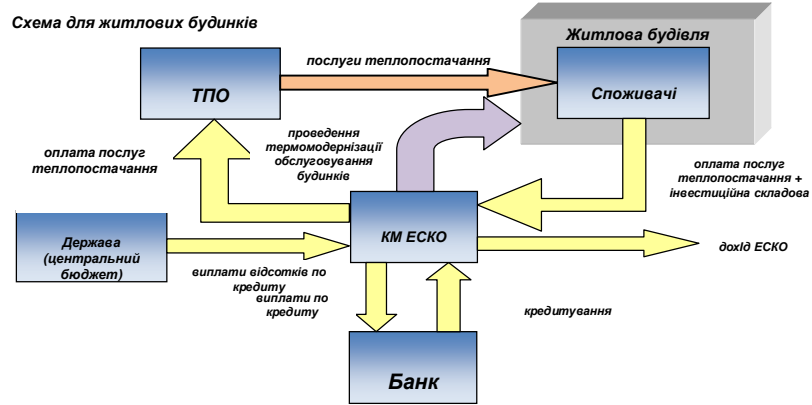 Схема для житлових будинків
Житлова будівля
послуги теплопостачання
ТПО
Споживачі
проведення
термомодернізації
обслуговування
будинків
оплата послуг
теплопостачання
оплата послуг
теплопостачання +
інвестиційна складова
Держава
(центральний
бюджет)
КМ ЕСКО
дохІд ЕСКО
виплати відсотків по
кредиту
виплати по
кредиту
кредитування
Банк